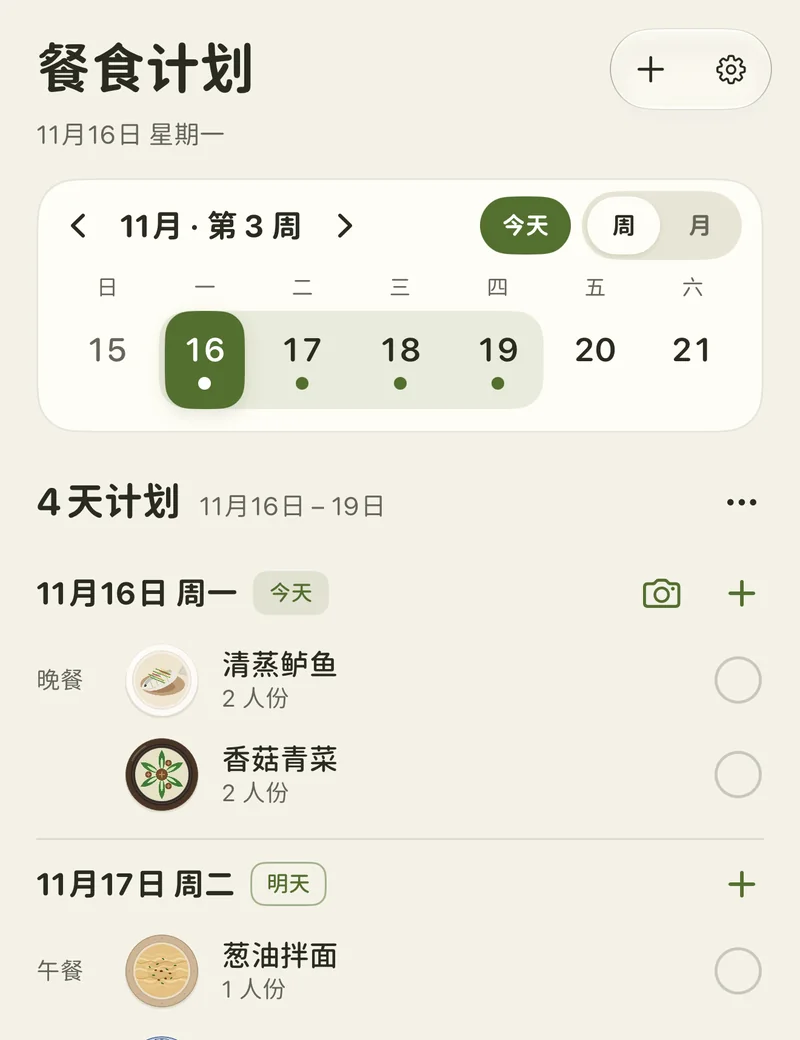 餐食计划
11月16日 星期一
11月 · 第 3 周
今天 周 月
日 一 二 三 四 五 六
15 16 17 18 19 20 21
4 天计划 11月16日 – 19日
11月16日 周一 今天
晚餐 清蒸鲈鱼
2 人份
香菇青菜
2 人份
11月17日 周二 明天
午餐 葱油拌面
1 人份